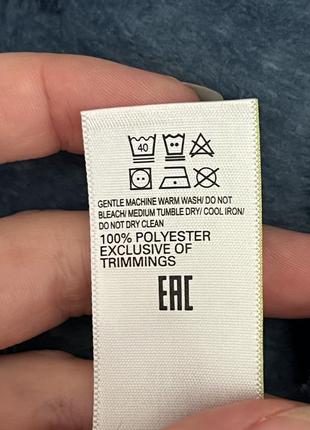 40
GENTLE MACHINE WARM WASH/ DO NOT
BLEACH/ MEDIUM TUMBLE DRY/ COOL IRON/
DO NOT DRY CLEAN
100% POLYESTER
EXCLUSIVE OF
TRIMMINGS
EAC